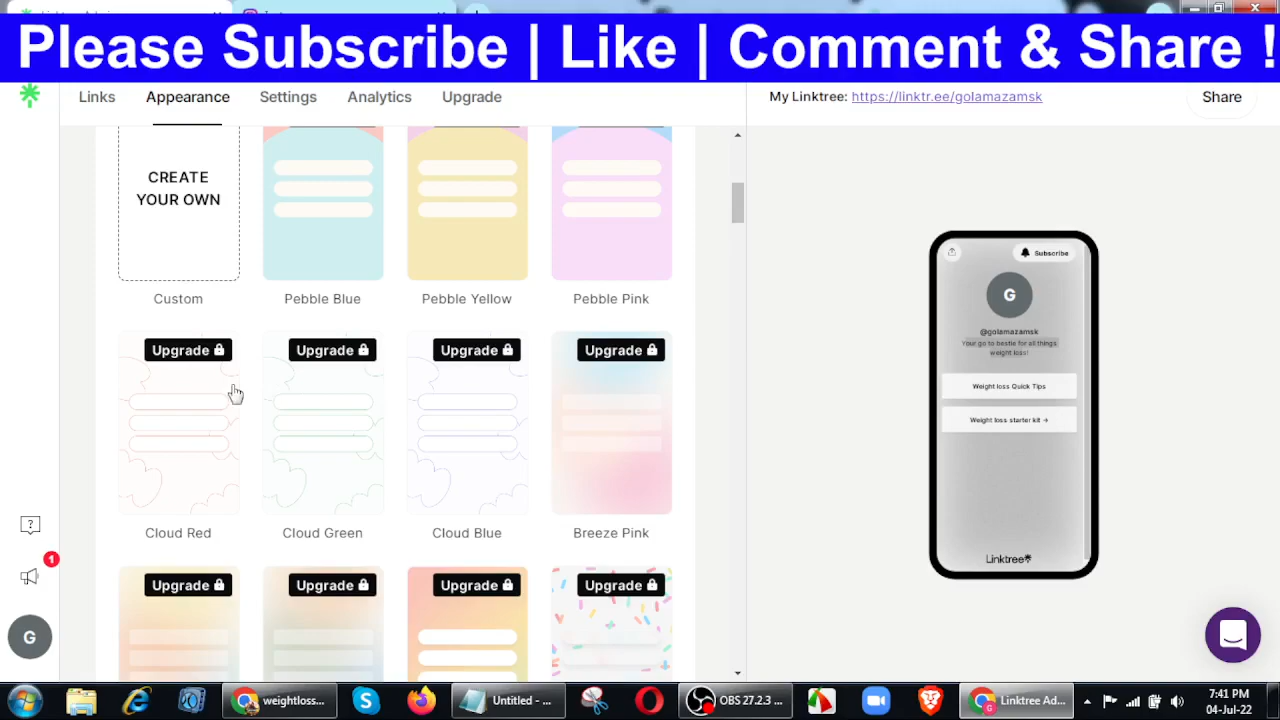 Please Subscribe | Like | Comment & Share !
Links
Appearance
Settings
Analytics
Upgrade
My Linktree: https://linktr.ee/golamazamsk
Share
CREATE
YOUR OWN
Custom
Pebble Blue
Pebble Yellow
Pebble Pink
Upgrade
Upgrade
Upgrade
Upgrade
Cloud Red
Cloud Green
Cloud Blue
Breeze Pink
Upgrade
Upgrade
Upgrade
Upgrade
Subscribe
G
@golamazamsk
Your go to bestie for all things
weight loss!
Weight loss Quick Tips
Weight loss starter kit →
Linktree
?
1
G
weightloss...
Untitled - ...
OBS 27.2.3 ...
Linktree Ad...
7:41 PM
04-Jul-22